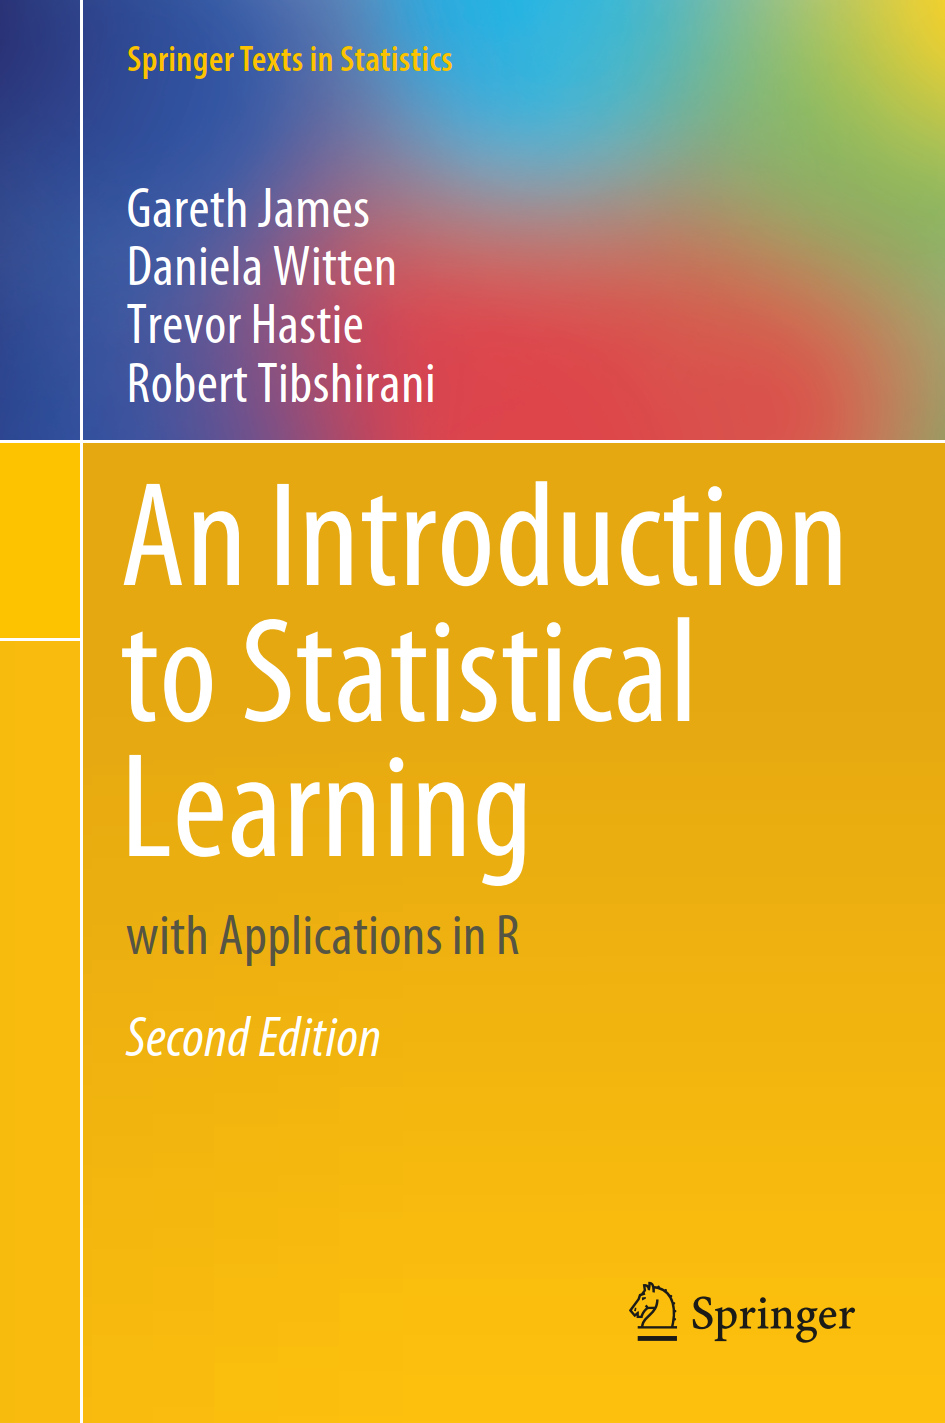 Springer Texts in Statistics
Gareth James
Daniela Witten
Trevor Hastie
Robert Tibshirani
An Introduction
to Statistical
Learning
with Applications in R
Second Edition
Springer